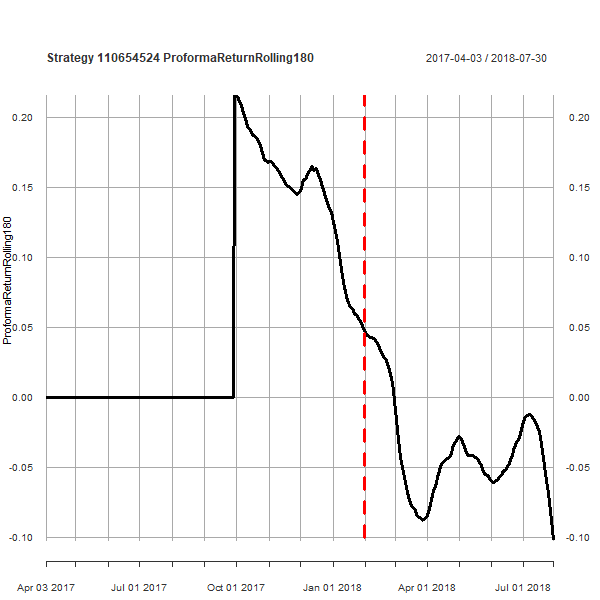 Strategy 110654524 ProformaReturnRolling180 2017-04-03 / 2018-07-30
0.20 0.20
0.15 0.15
0.10 0.10
0.05 0.05
0.00 0.00
-0.05 -0.05
-0.10 -0.10
ProformaReturnRolling180
Apr 03 2017 Jul 01 2017 Oct 01 2017 Jan 01 2018 Apr 01 2018 Jul 01 2018